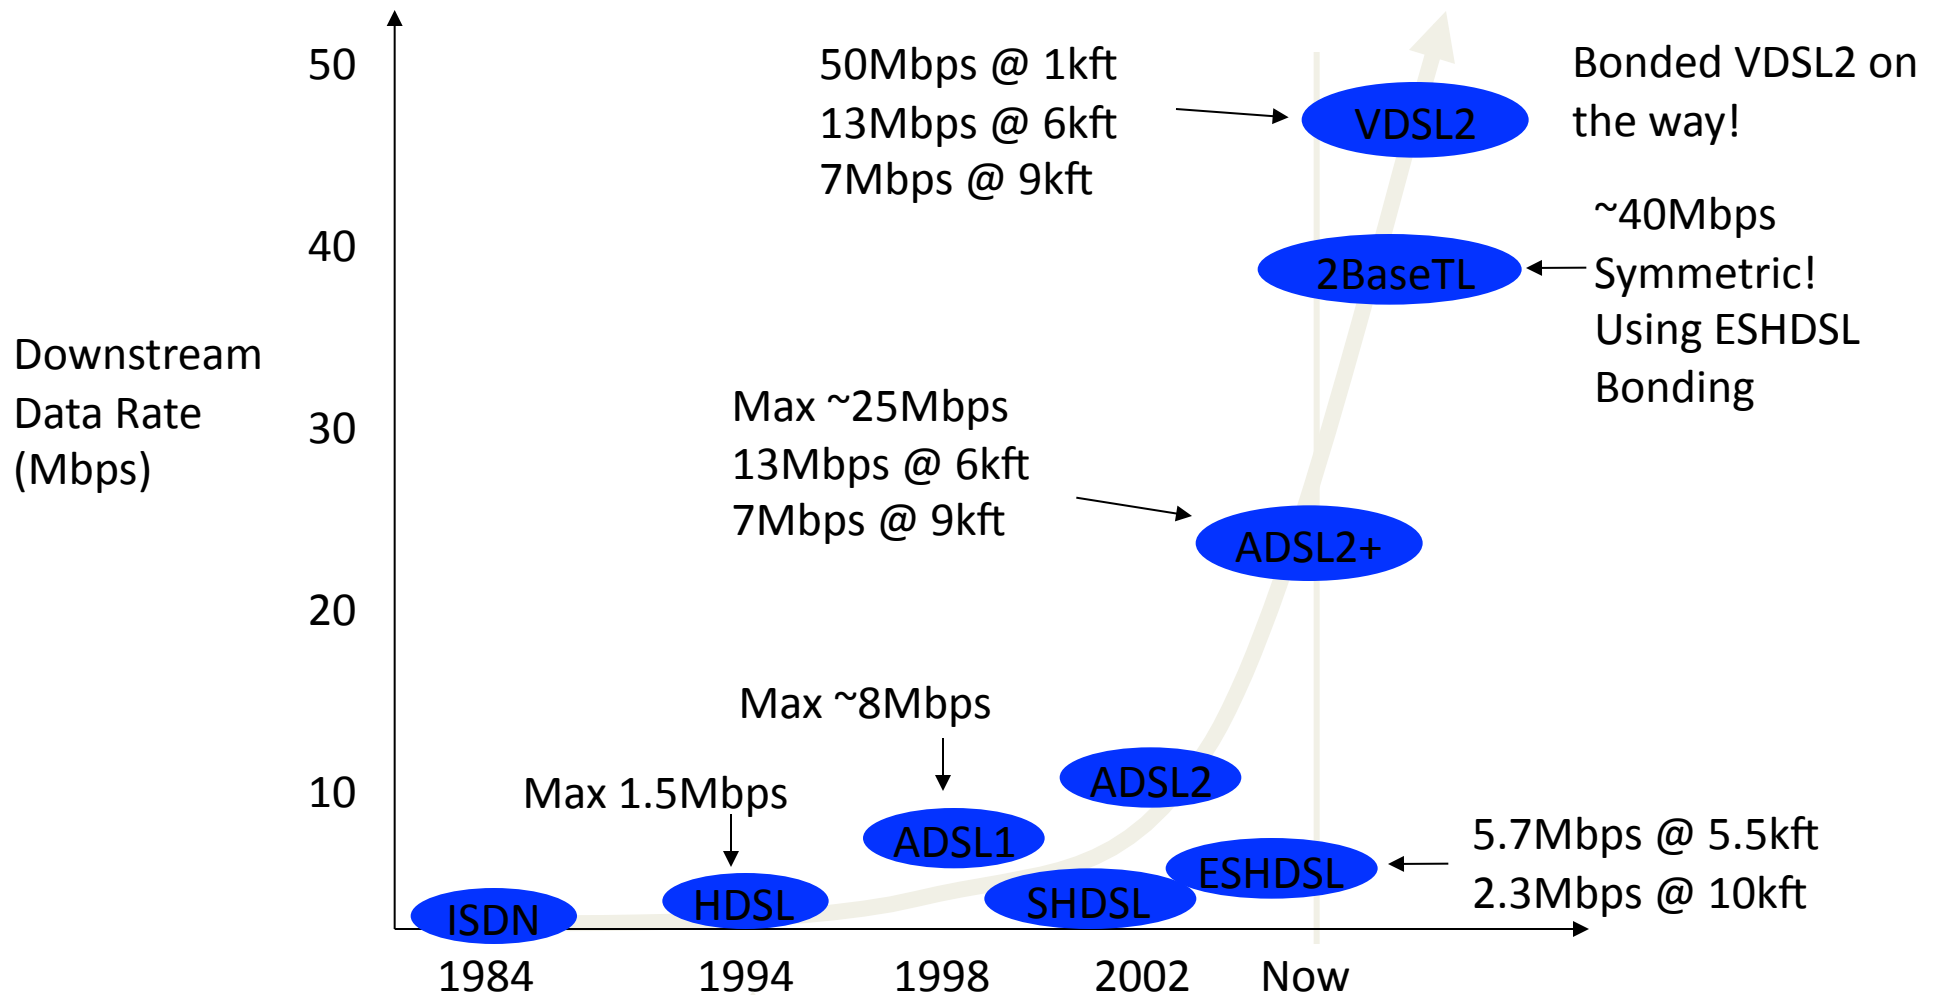 50
40
30
20
10
Downstream
Data Rate
(Mbps)
50Mbps @ 1kft
13Mbps @ 6kft
7Mbps @ 9kft
VDSL2
Bonded VDSL2 on
the way!
2BaseTL
~40Mbps
Symmetric!
Using ESHDSL
Bonding
Max ~25Mbps
13Mbps @ 6kft
7Mbps @ 9kft
ADSL2+
Max ~8Mbps
ADSL2
Max 1.5Mbps
ADSL1
ESHDSL
5.7Mbps @ 5.5kft
2.3Mbps @ 10kft
ISDN
HDSL
SHDSL
1984
1994
1998
2002
Now